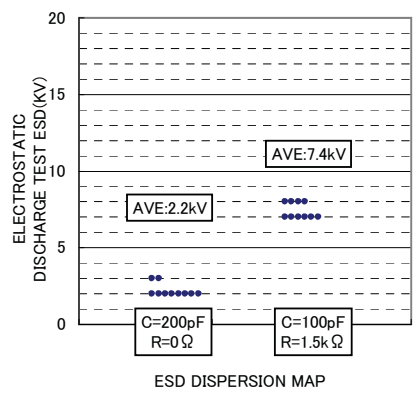 ELECTROSTATIC
DISCHARGE TEST ESD(KV)
20
15
10
5
0
AVE:7.4kV
AVE:2.2kV
C=200pF
R=0Ω
C=100pF
R=1.5kΩ
ESD DISPERSION MAP